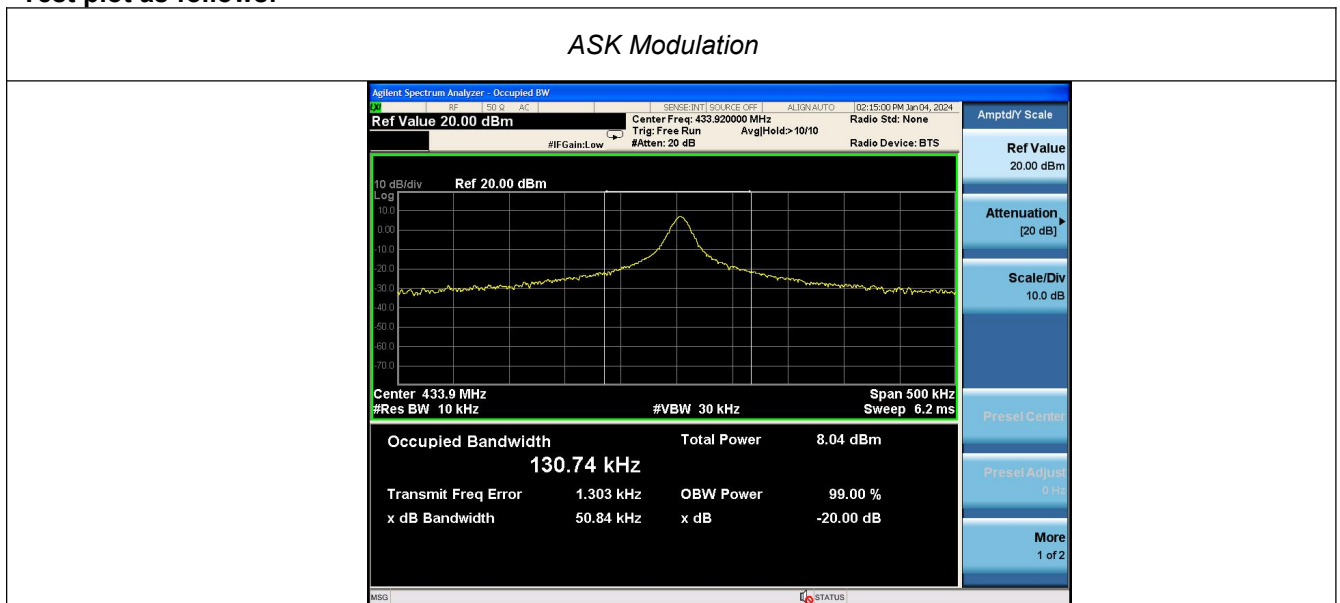 Test plot as follows:
ASK Modulation
Agilent Spectrum Analyzer - Occupied BW
LXI RF 50 Ω AC SENSE:INT SOURCE OFF ALIGN AUTO 02:15:00 PM Jan 04, 2024
Ref Value 20.00 dBm Center Freq: 433.920000 MHz Radio Std: None
Trig: Free Run Avg|Hold:>10/10
#IFGain:Low #Atten: 20 dB Radio Device: BTS
10 dB/div Ref 20.00 dBm
Log
10.0
0.00
-10.0
-20.0
-30.0
-40.0
-50.0
-60.0
-70.0
Center 433.9 MHz Span 500 kHz
#Res BW 10 kHz #VBW 30 kHz Sweep 6.2 ms
Occupied Bandwidth Total Power 8.04 dBm
130.74 kHz
Transmit Freq Error 1.303 kHz OBW Power 99.00 %
x dB Bandwidth 50.84 kHz x dB -20.00 dB
MSG STATUS
Amptd/Y Scale
Ref Value
20.00 dBm
Attenuation
[20 dB]
Scale/Div
10.0 dB
Presel Center
Presel Adjust
0 Hz
More
1 of 2